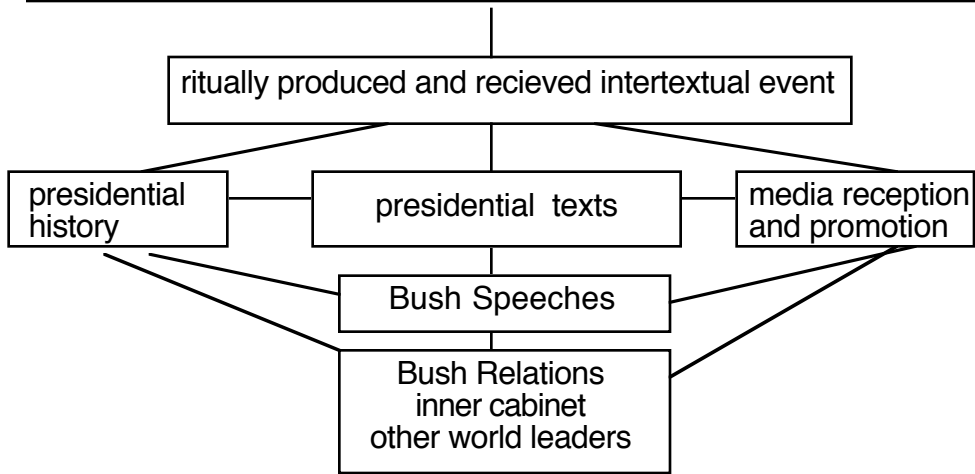 ritually produced and recieved intertextual event
presidential
history
presidential texts
media reception
and promotion
Bush Speeches
Bush Relations
inner cabinet
other world leaders